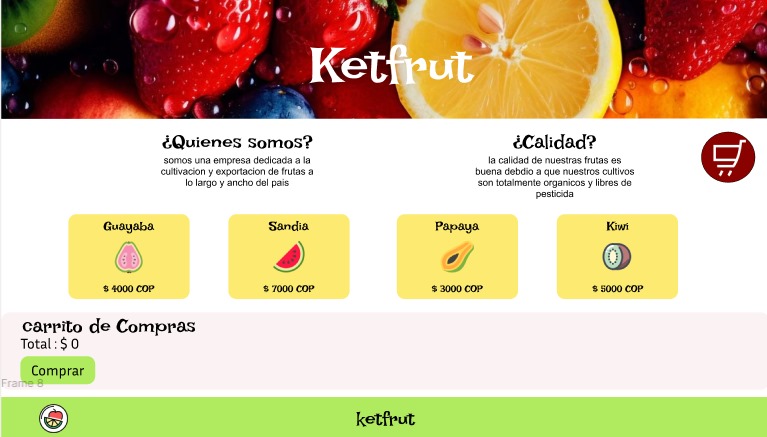 Ketfrut
¿Quienes somos?
somos una empresa dedicada a la
cultivacion y exportacion de frutas a
lo largo y ancho del pais
¿Calidad?
la calidad de nuestras frutas es
buena debdio a que nuestros cultivos
son totalmente organicos y libres de
pesticida
Guayaba
$ 4000 COP
Sandia
$ 7000 COP
Papaya
$ 3000 COP
Kiwi
$ 5000 COP
carrito de Compras
Total : $ 0
Comprar
Frame 8
ketfrut